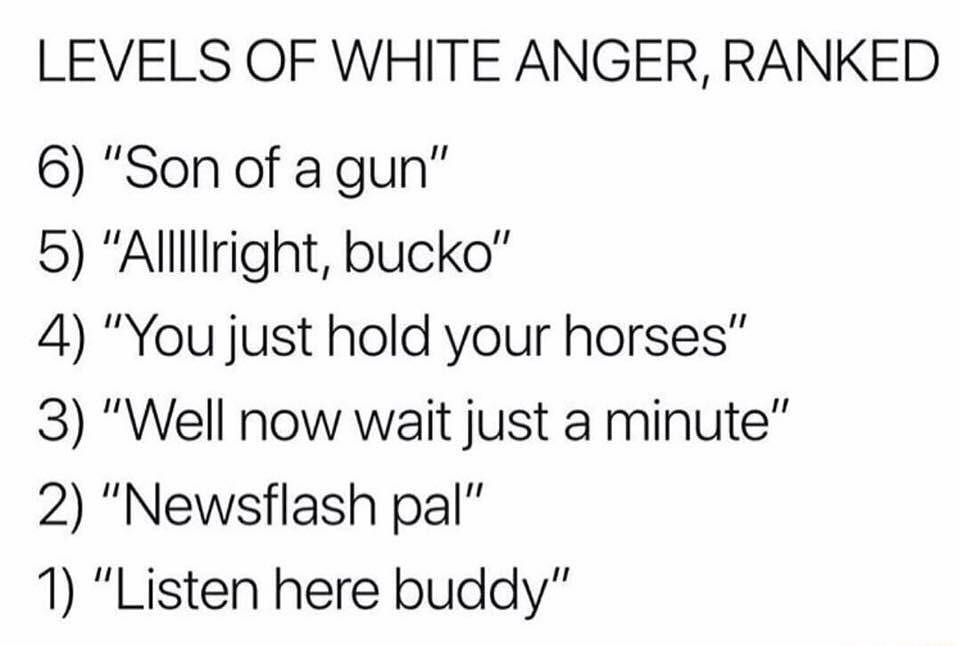 LEVELS OF WHITE ANGER, RANKED
6) "Son of a gun"
5) "Alllllright, bucko"
4) "You just hold your horses"
3) "Well now wait just a minute"
2) "Newsflash pal"
1) "Listen here buddy"